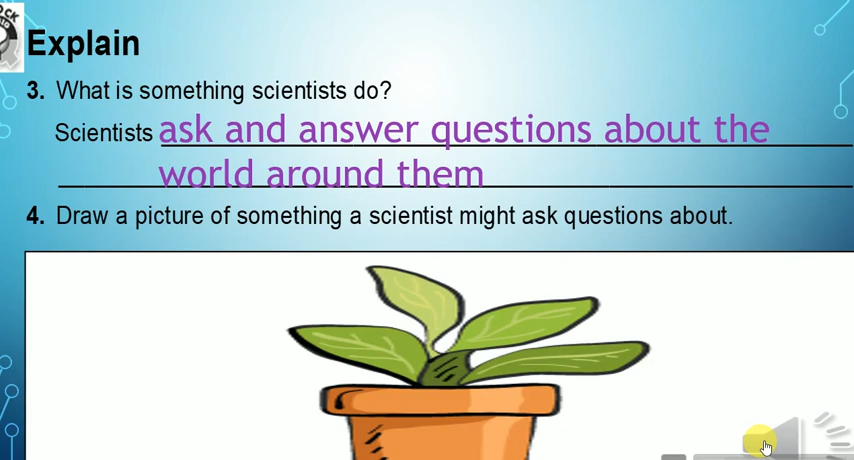 Explain
3. What is something scientists do?
Scientists ask and answer questions about the
world around them
4. Draw a picture of something a scientist might ask questions about.